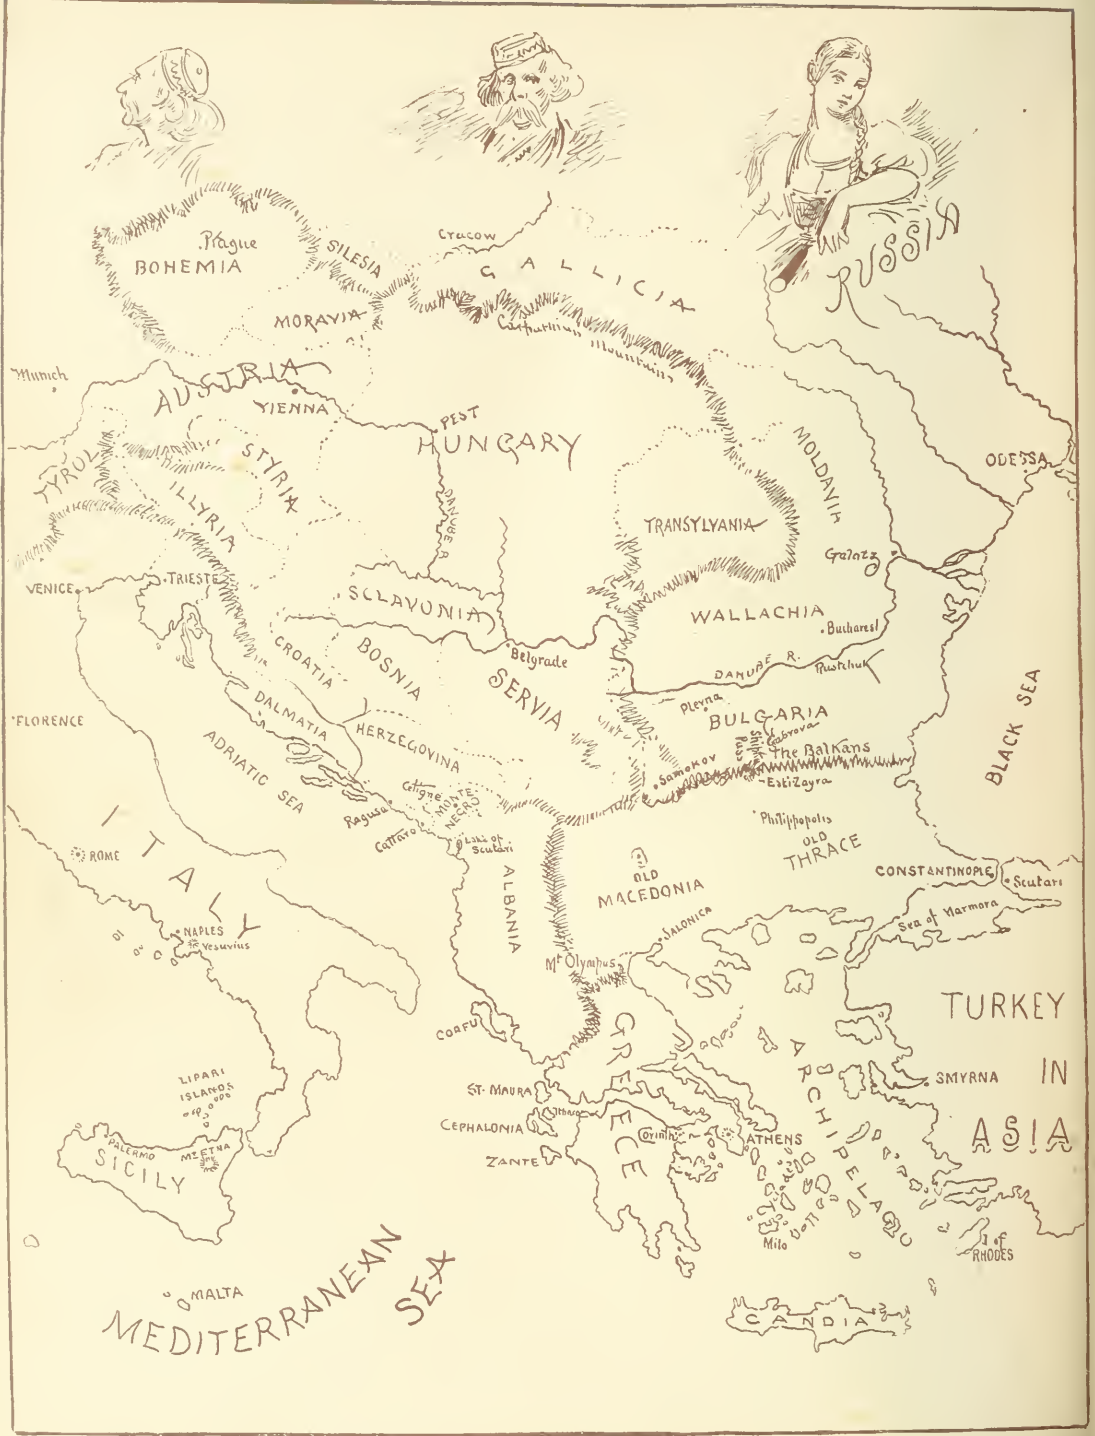 RUSSIA
Prague
BOHEMIA
SILESIA
Cracow
GALLICIA
MORAVIA
Carpathian Mountains
Munich
AUSTRIA
VIENNA
PEST
HUNGARY
TYRUL
STYRIA
ILLYRIA
DANUBE R
MOLDAVIA
ODESSA
TRANSYLVANIA
Galatz
VENICE
TRIESTE
SCLAVONIA
WALLACHIA
Bucharest
CROATIA
BOSNIA
Belgrade
SERVIA
DANUBE R.
Rustchuk
Plevna
BULGARIA
Gabrova
Shipka
Pass
The Balkans
Samokov
Eski Zayra
BLACK SEA
FLORENCE
DALMATIA
HERZEGOVINA
ADRIATIC SEA
Cetigne
MONTE
NEGRO
Ragusa
Cattaro
Lake of
Scutari
Philippopolis
OLD
THRACE
ITALY
ROME
ALBANIA
OLD
MACEDONIA
CONSTANTINOPLE
Scutari
Sea of Marmora
SALONICA
NAPLES
Vesuvius
Mt Olympus
CORFU
GREECE
TURKEY
IN
ASIA
SMYRNA
ARCHIPELAGO
LIPARI
ISLANDS
ST. MAURA
CEPHALONIA
ZANTE
Corinth
ATHENS
PALERMO
Mt ETNA
SICILY
Milo
I of
RHODES
MALTA
MEDITERRANEAN
SEA
CANDIA